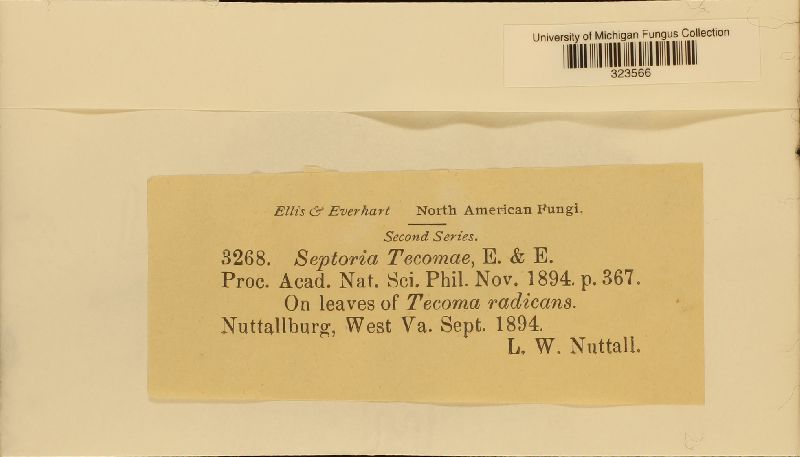 University of Michigan Fungus Collection
323566
Ellis & Everhart North American Fungi.
Second Series.
3268. Septoria Tecomae, E. & E.
Proc. Acad. Nat. Sci. Phil. Nov. 1894. p. 367.
On leaves of Tecoma radicans.
Nuttallburg, West Va. Sept. 1894.
L. W. Nuttall.